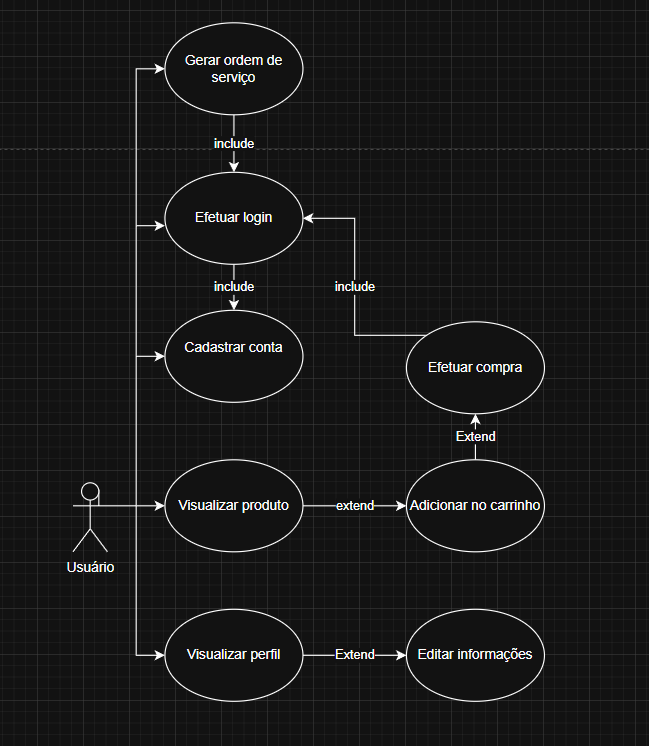 Gerar ordem de
serviço
include
Efetuar login
include
include
Cadastrar conta
Efetuar compra
Extend
Visualizar produto
extend
Adicionar no carrinho
Usuário
Visualizar perfil
Extend
Editar informações